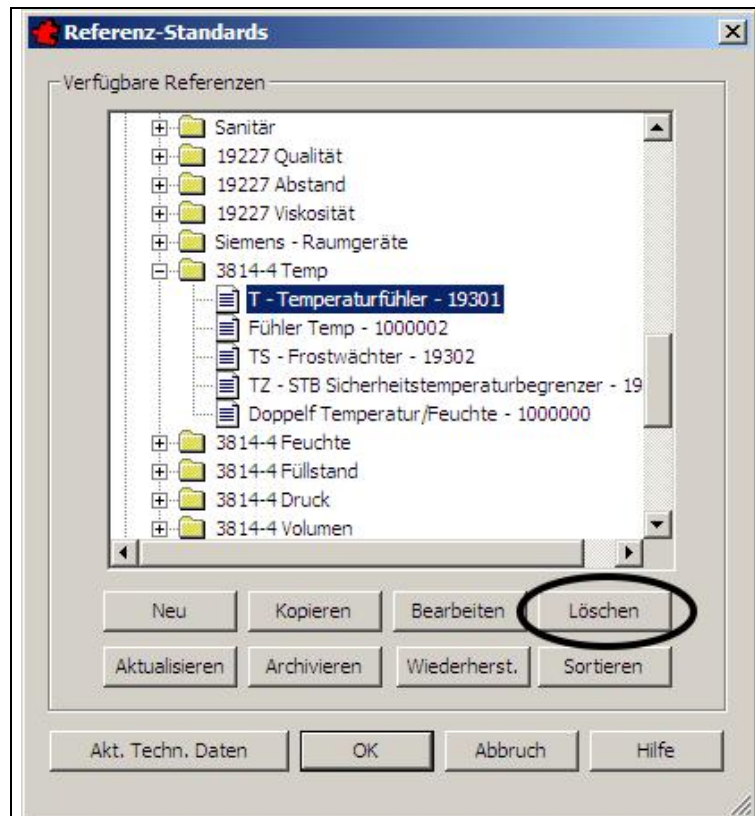 Referenz-Standards
Verfügbare Referenzen
Sanitär
19227 Qualität
19227 Abstand
19227 Viskosität
Siemens - Raumgeräte
3814-4 Temp
T - Temperaturfühler - 19301
Fühler Temp - 1000002
TS - Frostwächter - 19302
TZ - STB Sicherheitstemperaturbegrenzer - 19
Doppelf Temperatur/Feuchte - 1000000
3814-4 Feuchte
3814-4 Füllstand
3814-4 Druck
3814-4 Volumen
Neu Kopieren Bearbeiten Löschen
Aktualisieren Archivieren Wiederherst. Sortieren
Akt. Techn. Daten OK Abbruch Hilfe